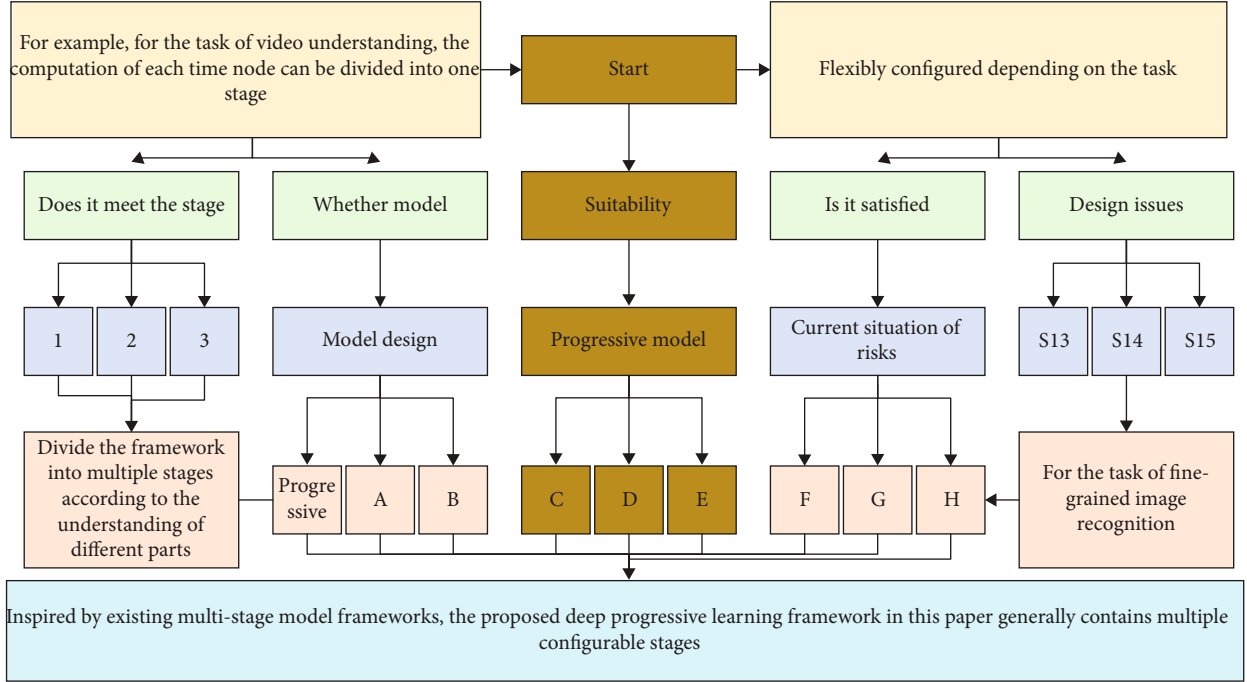 For example, for the task of video understanding, the
computation of each time node can be divided into one
stage
Start
Flexibly configured depending on the task
Does it meet the stage
Whether model
Suitability
Is it satisfied
Design issues
1
2
3
Model design
Progressive model
Current situation of
risks
S13
S14
S15
Divide the framework
into multiple stages
according to the
understanding of
different parts
Progre
ssive
A
B
C
D
E
F
G
H
For the task of fine-
grained image
recognition
Inspired by existing multi-stage model frameworks, the proposed deep progressive learning framework in this paper generally contains multiple
configurable stages